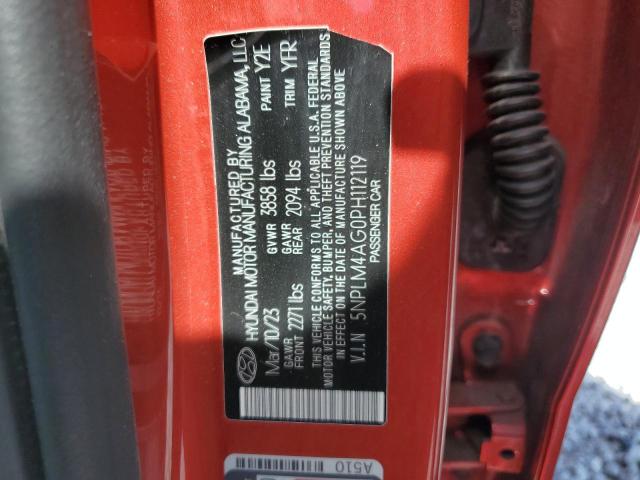 MANUFACTURED BY
HYUNDAI MOTOR MANUFACTURING ALABAMA, LLC
Mar/10/23 GVWR 3858 lbs PAINT Y2E
GAWR FRONT 2271 lbs GAWR REAR 2094 lbs TRIM YFR
THIS VEHICLE CONFORMS TO ALL APPLICABLE U.S.A. FEDERAL
MOTOR VEHICLE SAFETY, BUMPER, AND THEFT PREVENTION STANDARDS
IN EFFECT ON THE DATE OF MANUFACTURE SHOWN ABOVE
V.I.N 5NPLM4AG0PH112119
PASSENGER CAR
A510